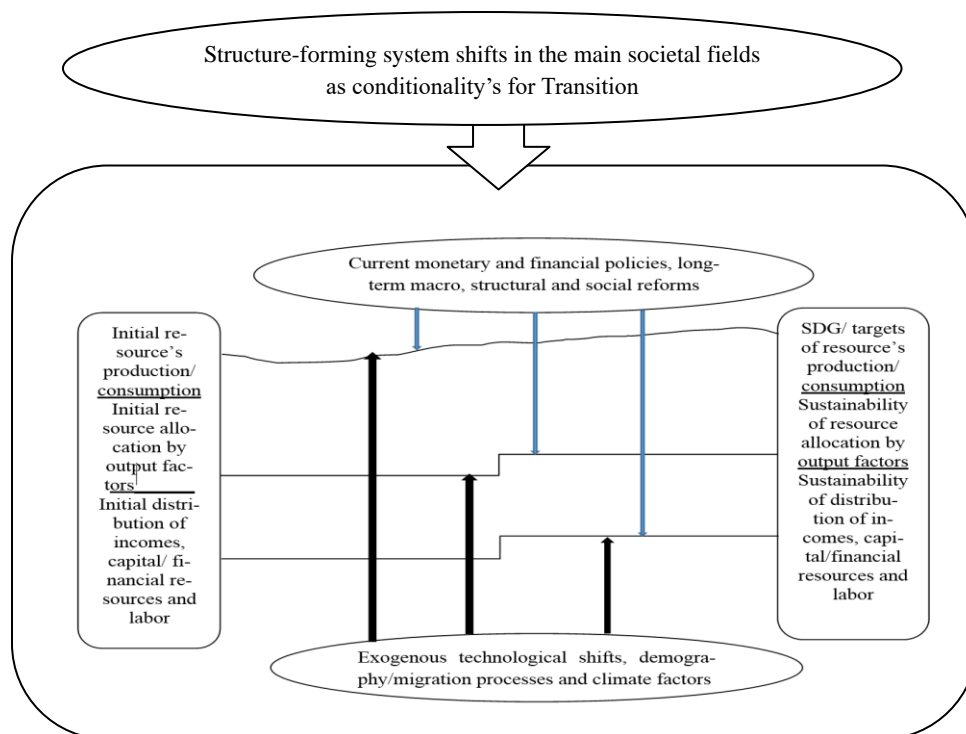 Structure-forming system shifts in the main societal fields
as conditionality’s for Transition
Current monetary and financial policies, long-
term macro, structural and social reforms
Initial re-
source’s
production/
consumption
Initial re-
source allo-
cation by
output fac-
tors
Initial distri-
bution of
incomes,
capital/ fi-
nancial re-
sources and
labor
SDG/ targets
of resource’s
production/
consumption
Sustainability
of resource
allocation by
output factors
Sustainability
of distribu-
tion of in-
comes, capi-
tal/financial
resources and
labor
Exogenous technological shifts, demogra-
phy/migration processes and climate factors